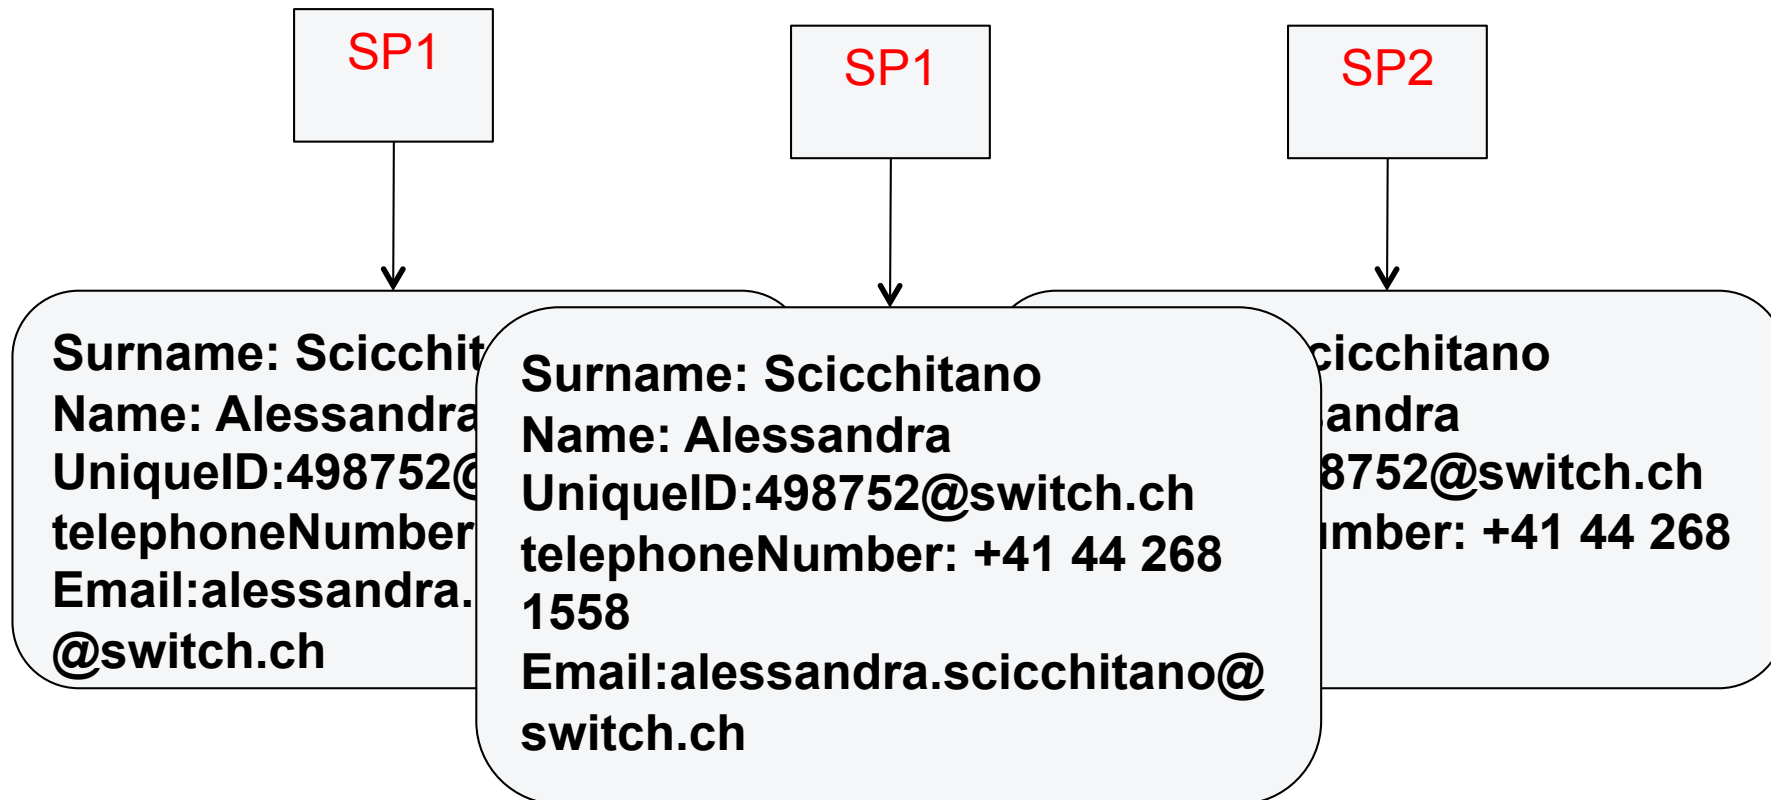 SP1
SP1
SP2
Surname: Scicchit
Name: Alessandra
UniqueID:498752@
telephoneNumber
Email:alessandra.
@switch.ch
Surname: Scicchitano
Name: Alessandra
UniqueID:498752@switch.ch
telephoneNumber: +41 44 268
1558
Email:alessandra.scicchitano@
switch.ch
cicchitano
sandra
8752@switch.ch
umber: +41 44 268